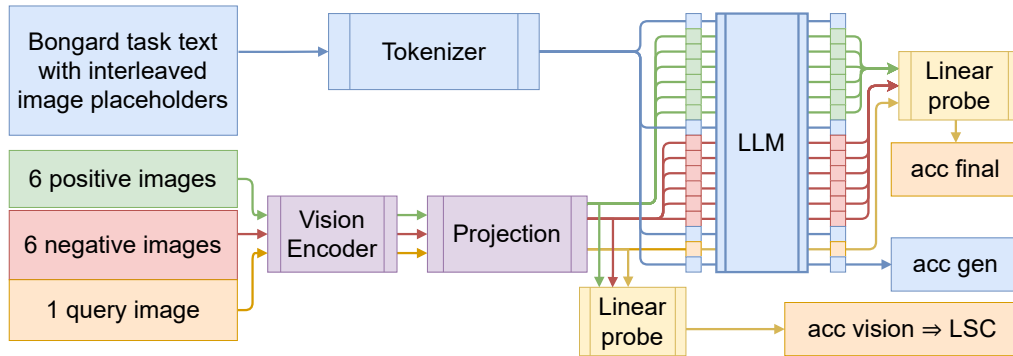 Bongard task text
with interleaved
image placeholders
Tokenizer
LLM
Linear
probe
acc final
6 positive images
6 negative images
1 query image
Vision
Encoder
Projection
acc gen
Linear
probe
acc vision ⇒ LSC